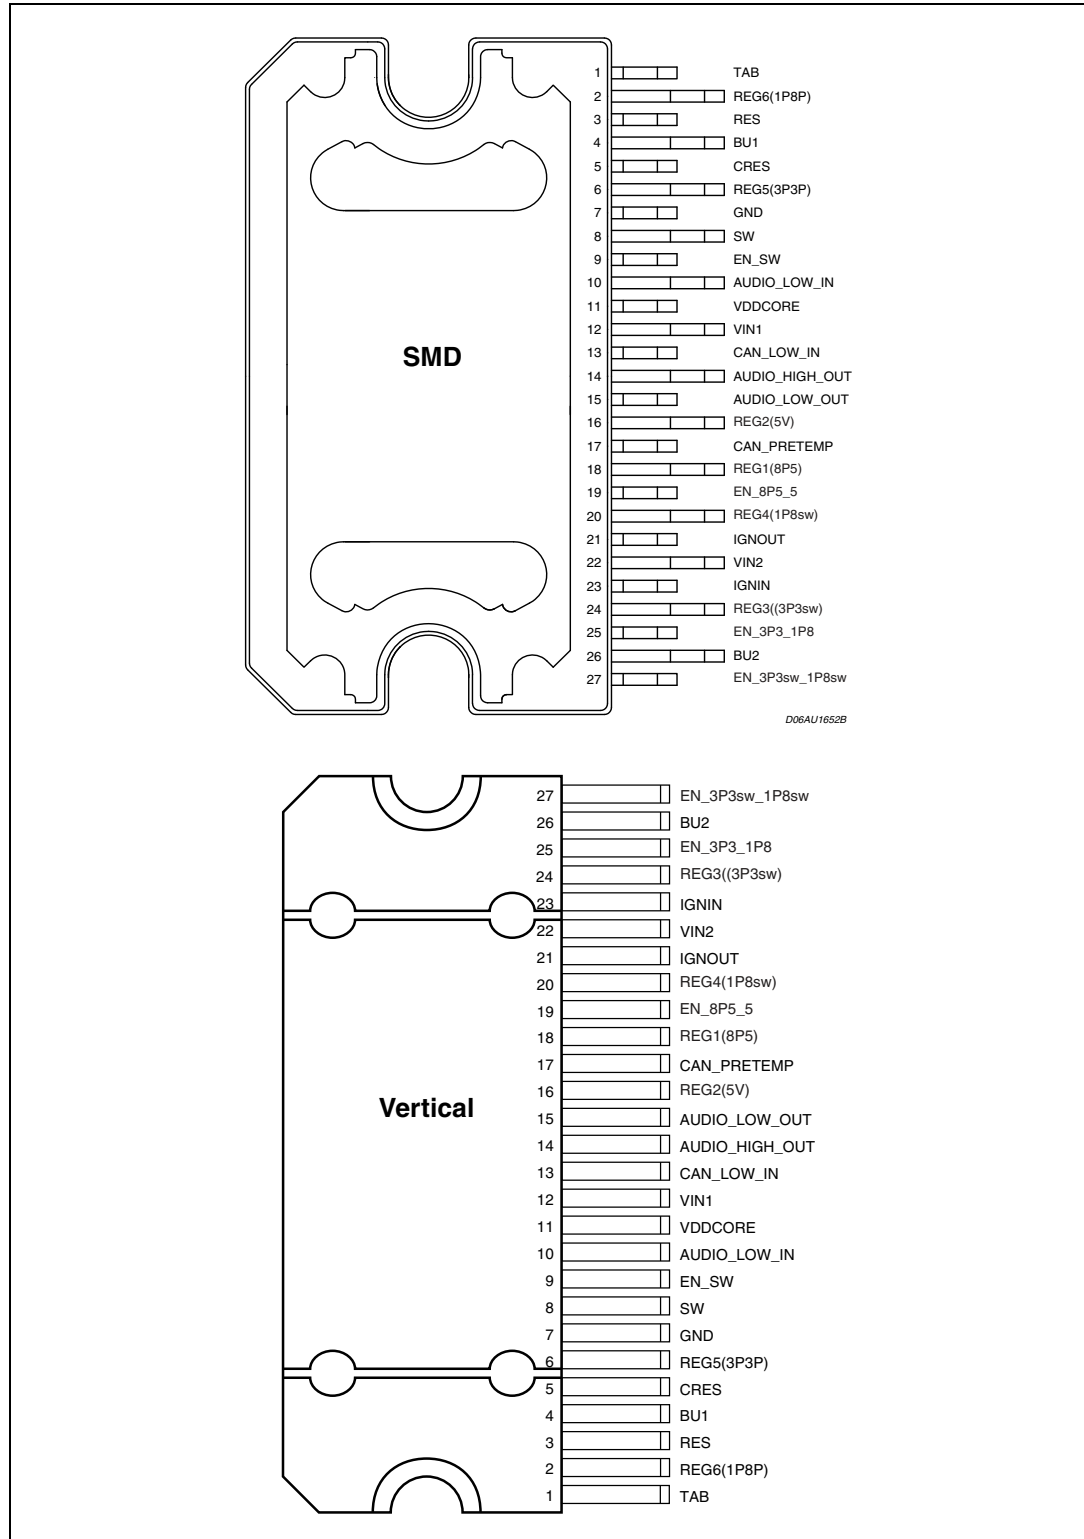 1 TAB
2 REG6(1P8P)
3 RES
4 BU1
5 CRES
6 REG5(3P3P)
7 GND
8 SW
9 EN_SW
10 AUDIO_LOW_IN
11 VDDCORE
12 VIN1
13 CAN_LOW_IN
SMD
14 AUDIO_HIGH_OUT
15 AUDIO_LOW_OUT
16 REG2(5V)
17 CAN_PRETEMP
18 REG1(8P5)
19 EN_8P5_5
20 REG4(1P8sw)
21 IGNOUT
22 VIN2
23 IGNIN
24 REG3((3P3sw)
25 EN_3P3_1P8
26 BU2
27 EN_3P3sw_1P8sw
D06AU1652B
27 EN_3P3sw_1P8sw
26 BU2
25 EN_3P3_1P8
24 REG3((3P3sw)
23 IGNIN
22 VIN2
21 IGNOUT
20 REG4(1P8sw)
19 EN_8P5_5
18 REG1(8P5)
17 CAN_PRETEMP
16 REG2(5V)
Vertical
15 AUDIO_LOW_OUT
14 AUDIO_HIGH_OUT
13 CAN_LOW_IN
12 VIN1
11 VDDCORE
10 AUDIO_LOW_IN
9 EN_SW
8 SW
7 GND
6 REG5(3P3P)
5 CRES
4 BU1
3 RES
2 REG6(1P8P)
1 TAB